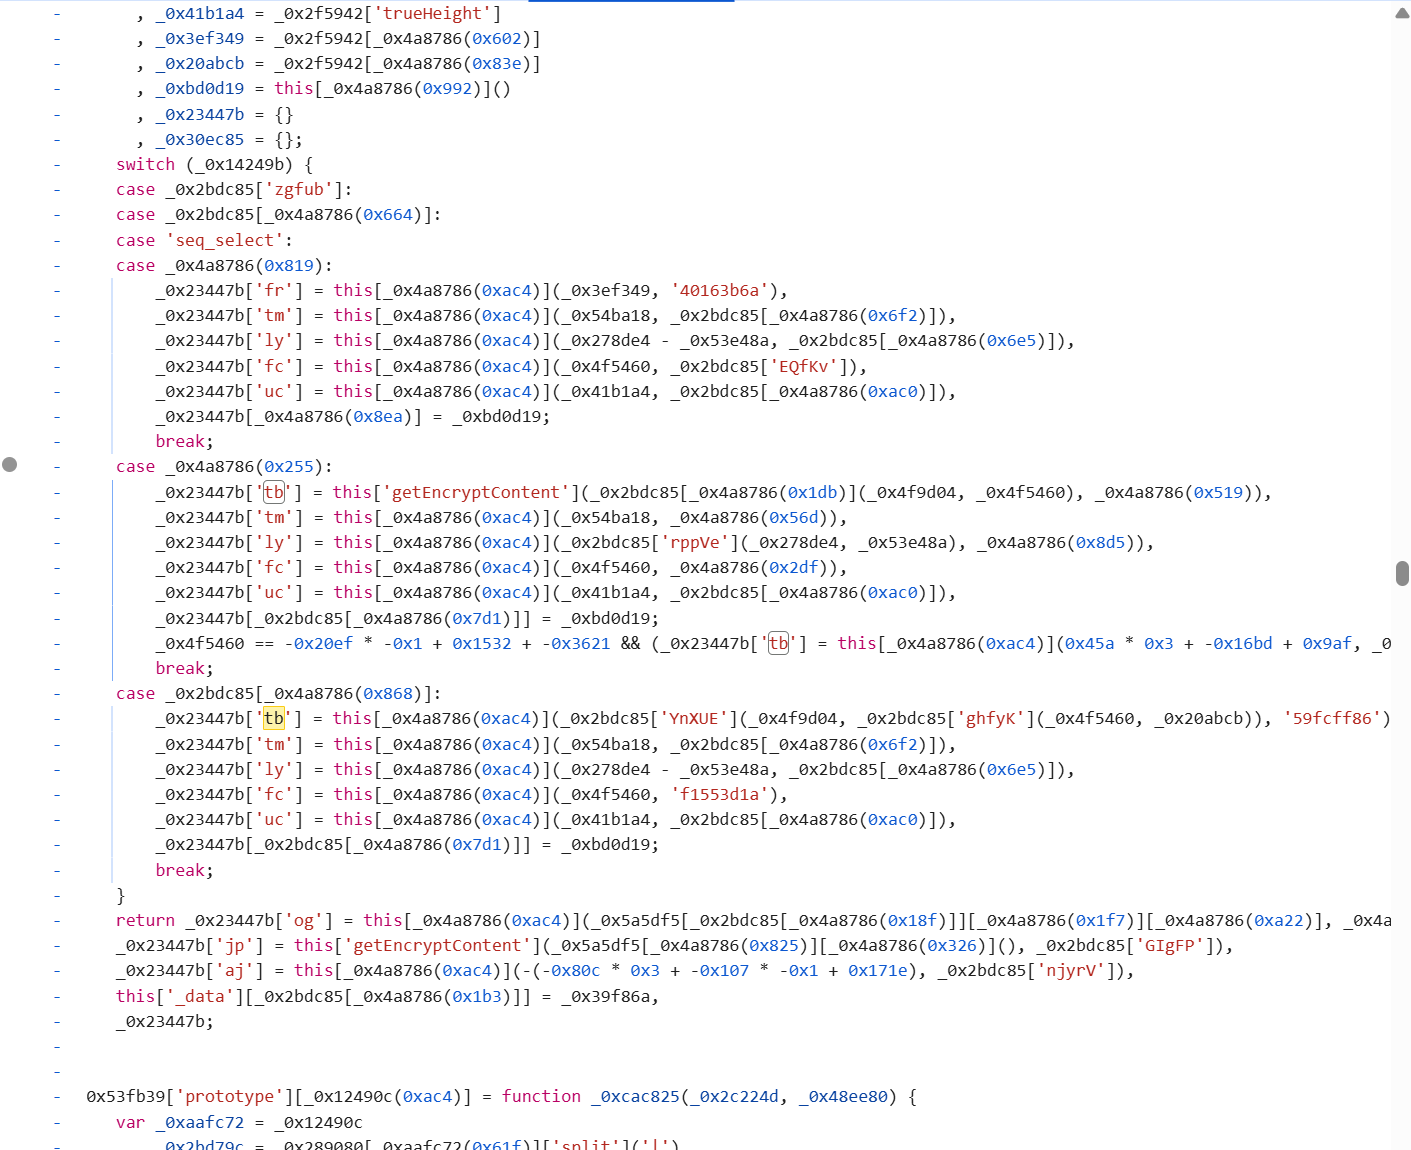 - , _0x41b1a4 = _0x2f5942['trueHeight']
- , _0x3ef349 = _0x2f5942[_0x4a8786(0x602)]
- , _0x20abcb = _0x2f5942[_0x4a8786(0x83e)]
- , _0xbd0d19 = this[_0x4a8786(0x992)]()
- , _0x23447b = {}
- , _0x30ec85 = {};
- switch (_0x14249b) {
- case _0x2bdc85['zgfub']:
- case _0x2bdc85[_0x4a8786(0x664)]:
- case 'seq_select':
- case _0x4a8786(0x819):
- _0x23447b['fr'] = this[_0x4a8786(0xac4)](_0x3ef349, '40163b6a'),
- _0x23447b['tm'] = this[_0x4a8786(0xac4)](_0x54ba18, _0x2bdc85[_0x4a8786(0x6f2)]),
- _0x23447b['ly'] = this[_0x4a8786(0xac4)](_0x278de4 - _0x53e48a, _0x2bdc85[_0x4a8786(0x6e5)]),
- _0x23447b['fc'] = this[_0x4a8786(0xac4)](_0x4f5460, _0x2bdc85['EQfKv']),
- _0x23447b['uc'] = this[_0x4a8786(0xac4)](_0x41b1a4, _0x2bdc85[_0x4a8786(0xac0)]),
- _0x23447b[_0x4a8786(0x8ea)] = _0xbd0d19;
- break;
- case _0x4a8786(0x255):
- _0x23447b['tb'] = this['getEncryptContent'](_0x2bdc85[_0x4a8786(0x1db)](_0x4f9d04, _0x4f5460), _0x4a8786(0x519)),
- _0x23447b['tm'] = this[_0x4a8786(0xac4)](_0x54ba18, _0x4a8786(0x56d)),
- _0x23447b['ly'] = this[_0x4a8786(0xac4)](_0x2bdc85['rppVe'](_0x278de4, _0x53e48a), _0x4a8786(0x8d5)),
- _0x23447b['fc'] = this[_0x4a8786(0xac4)](_0x4f5460, _0x4a8786(0x2df)),
- _0x23447b['uc'] = this[_0x4a8786(0xac4)](_0x41b1a4, _0x2bdc85[_0x4a8786(0xac0)]),
- _0x23447b[_0x2bdc85[_0x4a8786(0x7d1)]] = _0xbd0d19;
- _0x4f5460 == -0x20ef * -0x1 + 0x1532 + -0x3621 && (_0x23447b['tb'] = this[_0x4a8786(0xac4)](0x45a * 0x3 + -0x16bd + 0x9af, _0
- break;
- case _0x2bdc85[_0x4a8786(0x868)]:
- _0x23447b['tb'] = this[_0x4a8786(0xac4)](_0x2bdc85['YnXUE'](_0x4f9d04, _0x2bdc85['ghfyK'](_0x4f5460, _0x20abcb)), '59fcff86')
- _0x23447b['tm'] = this[_0x4a8786(0xac4)](_0x54ba18, _0x2bdc85[_0x4a8786(0x6f2)]),
- _0x23447b['ly'] = this[_0x4a8786(0xac4)](_0x278de4 - _0x53e48a, _0x2bdc85[_0x4a8786(0x6e5)]),
- _0x23447b['fc'] = this[_0x4a8786(0xac4)](_0x4f5460, 'f1553d1a'),
- _0x23447b['uc'] = this[_0x4a8786(0xac4)](_0x41b1a4, _0x2bdc85[_0x4a8786(0xac0)]),
- _0x23447b[_0x2bdc85[_0x4a8786(0x7d1)]] = _0xbd0d19;
- break;
- }
- return _0x23447b['og'] = this[_0x4a8786(0xac4)](_0x5a5df5[_0x2bdc85[_0x4a8786(0x18f)]][_0x4a8786(0x1f7)][_0x4a8786(0xa22)], _0x4a
- _0x23447b['jp'] = this['getEncryptContent'](_0x5a5df5[_0x4a8786(0x825)][_0x4a8786(0x326)](), _0x2bdc85['GIgFP']),
- _0x23447b['aj'] = this[_0x4a8786(0xac4)](-(-0x80c * 0x3 + -0x107 * -0x1 + 0x171e), _0x2bdc85['njyrV']),
- this['_data'][_0x2bdc85[_0x4a8786(0x1b3)]] = _0x39f86a,
- _0x23447b;
-
-
- 0x53fb39['prototype'][_0x12490c(0xac4)] = function _0xcac825(_0x2c224d, _0x48ee80) {
- var _0xaafc72 = _0x12490c
- _0x2bd79c = _0x289080[_0xaafc72(0x61f)]['split']('|')